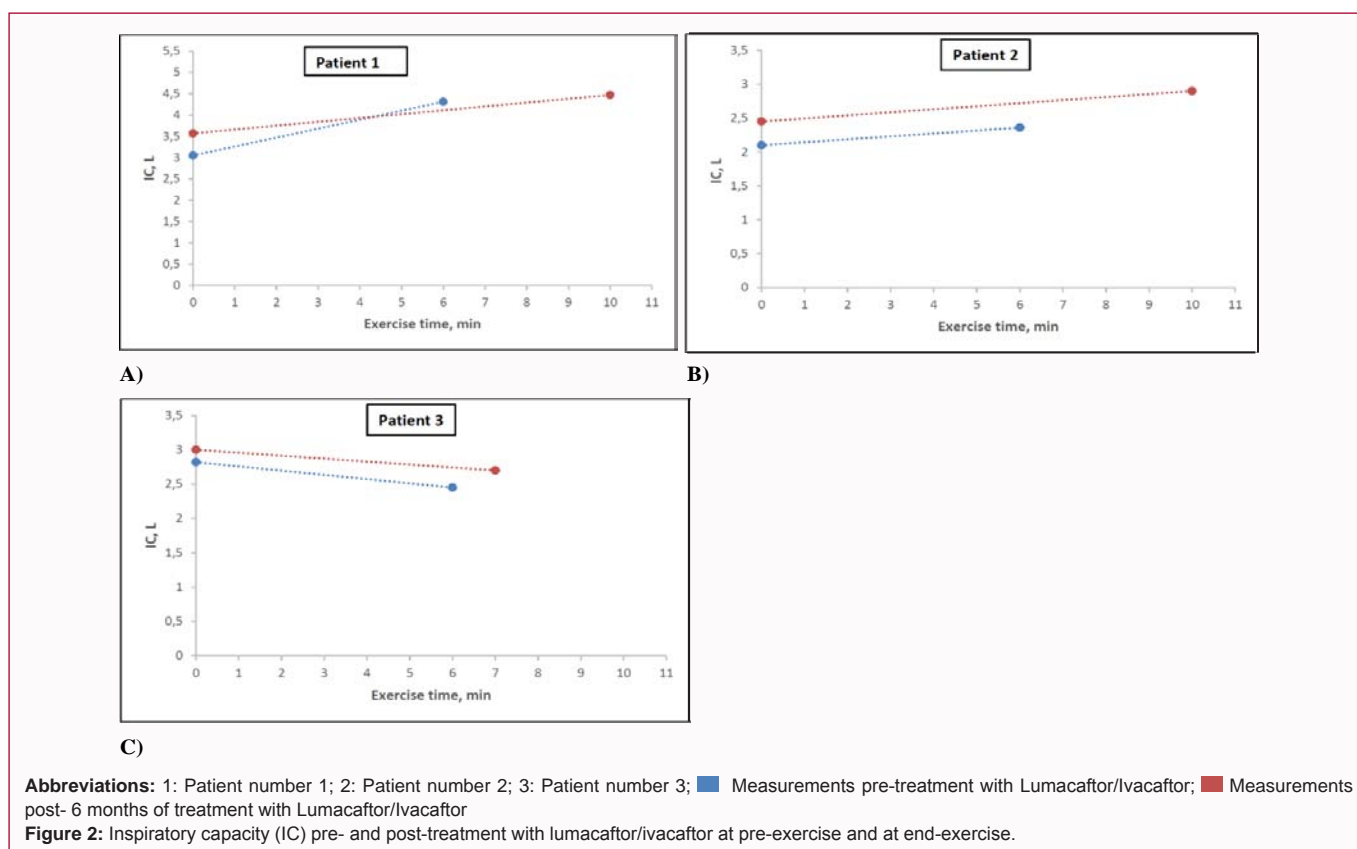 Patient 1
5,5
5
4,5
4
3,5
3
2,5
2
1,5
1
0,5
0
IC, L
0 1 2 3 4 5 6 7 8 9 10 11
Exercise time, min
A)
Patient 2
3,5
3
2,5
2
1,5
1
0,5
0
IC, L
0 1 2 3 4 5 6 7 8 9 10 11
Exercise time, min
B)
Patient 3
3,5
3
2,5
2
1,5
1
0,5
0
IC, L
0 1 2 3 4 5 6 7 8 9 10 11
Exercise time, min
C)
Abbreviations: 1: Patient number 1; 2: Patient number 2; 3: Patient number 3; Measurements pre-treatment with Lumacaftor/Ivacaftor; Measurements
post- 6 months of treatment with Lumacaftor/Ivacaftor
Figure 2: Inspiratory capacity (IC) pre- and post-treatment with lumacaftor/ivacaftor at pre-exercise and at end-exercise.